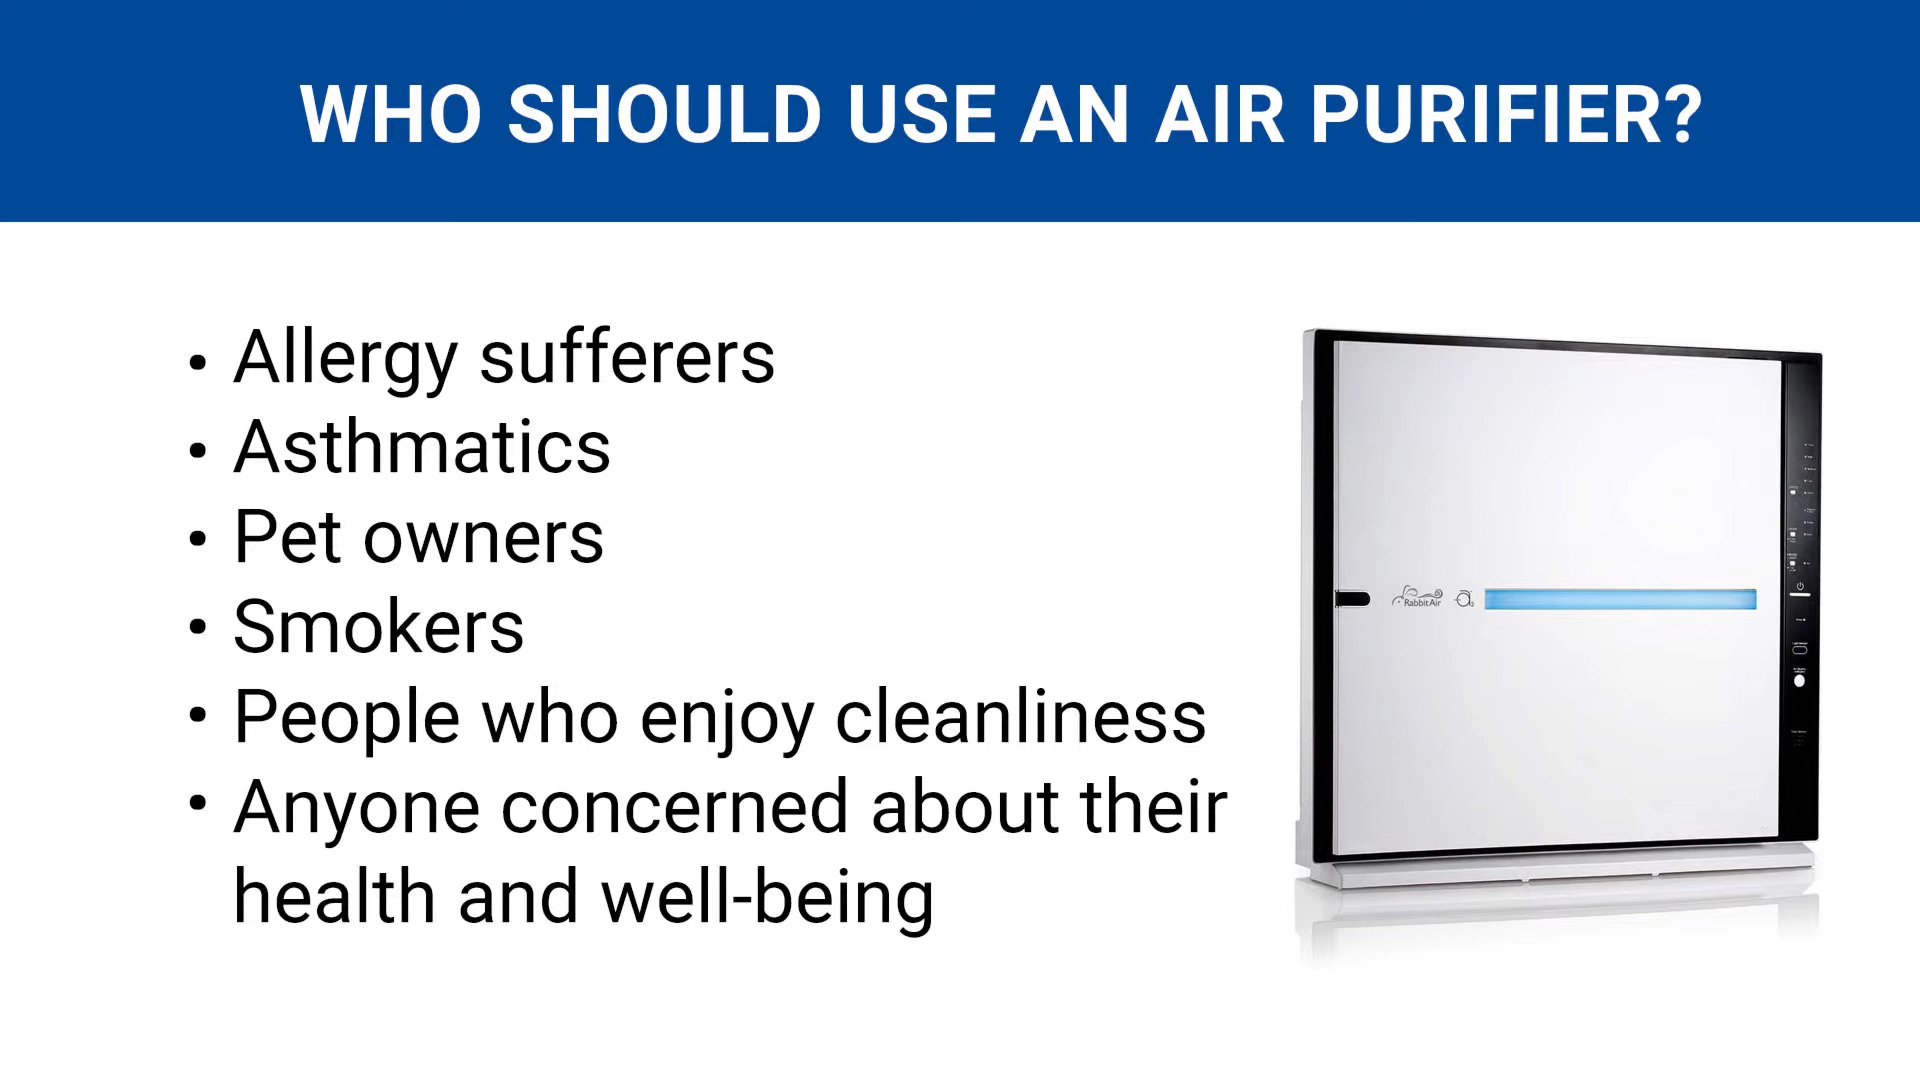 WHO SHOULD USE AN AIR PURIFIER?
• Allergy sufferers
• Asthmatics
• Pet owners
• Smokers
• People who enjoy cleanliness
• Anyone concerned about their
health and well-being
RabbitAir